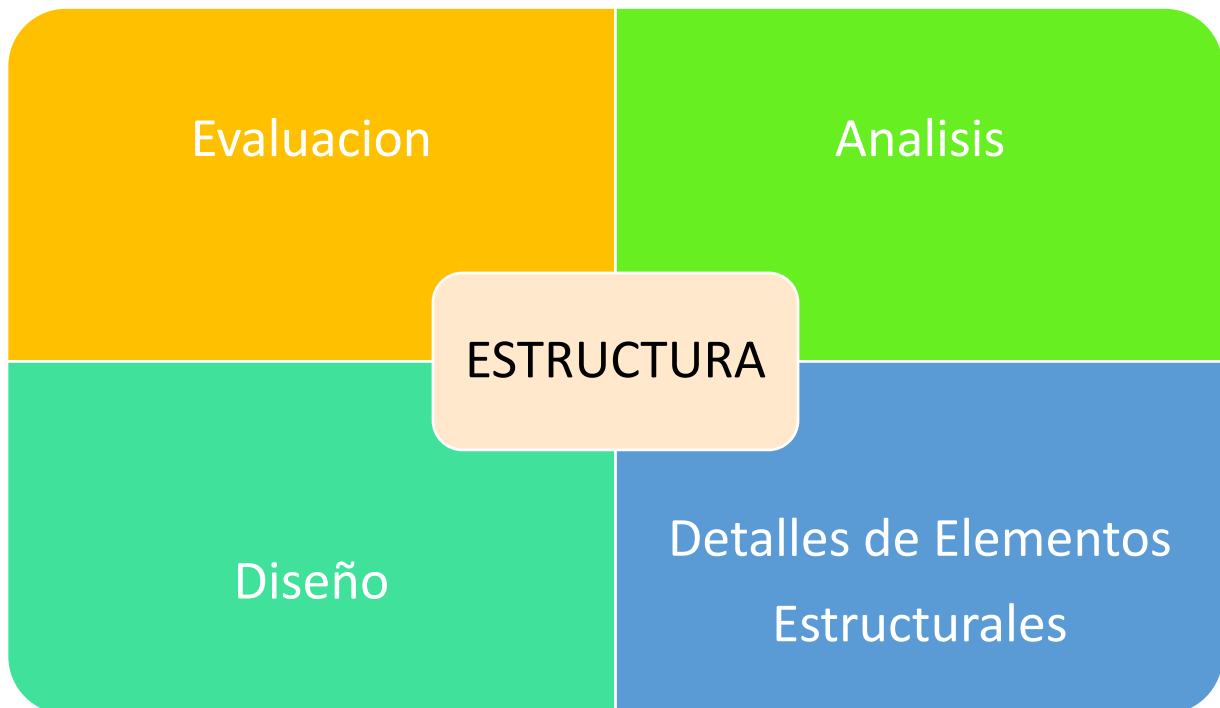 Evaluacion
Analisis
ESTRUCTURA
Diseño
Detalles de Elementos
Estructurales